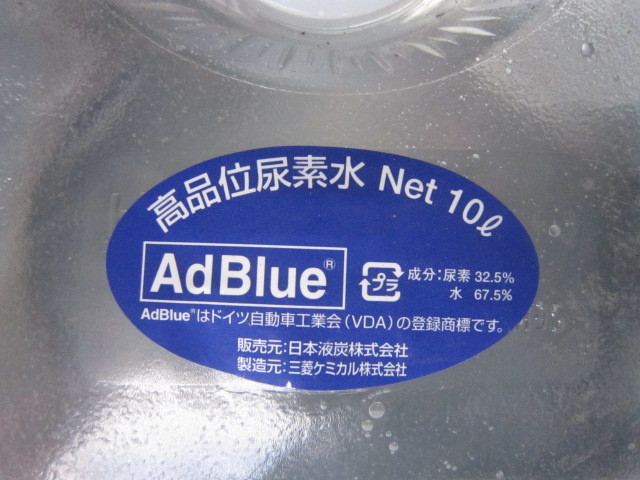 高品位尿素水 Net 10ℓ
AdBlue®
プラ
成分:尿素 32.5%
水 67.5%
AdBlue®はドイツ自動車工業会(VDA)の登録商標です。
販売元:日本液炭株式会社
製造元:三菱ケミカル株式会社